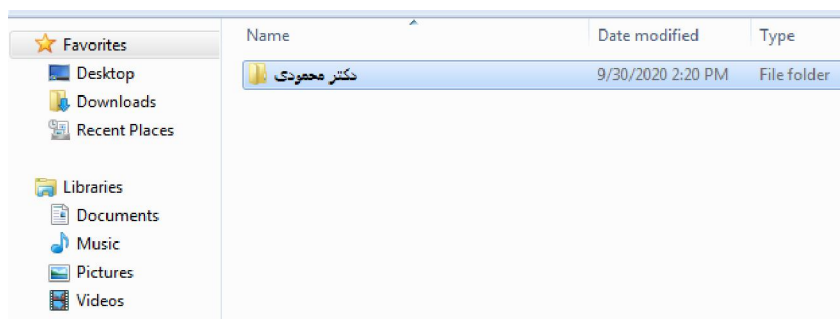 Name Date modified Type
Favorites
دکتر محمودی 9/30/2020 2:20 PM File folder
Desktop
Downloads
Recent Places
Libraries
Documents
Music
Pictures
Videos